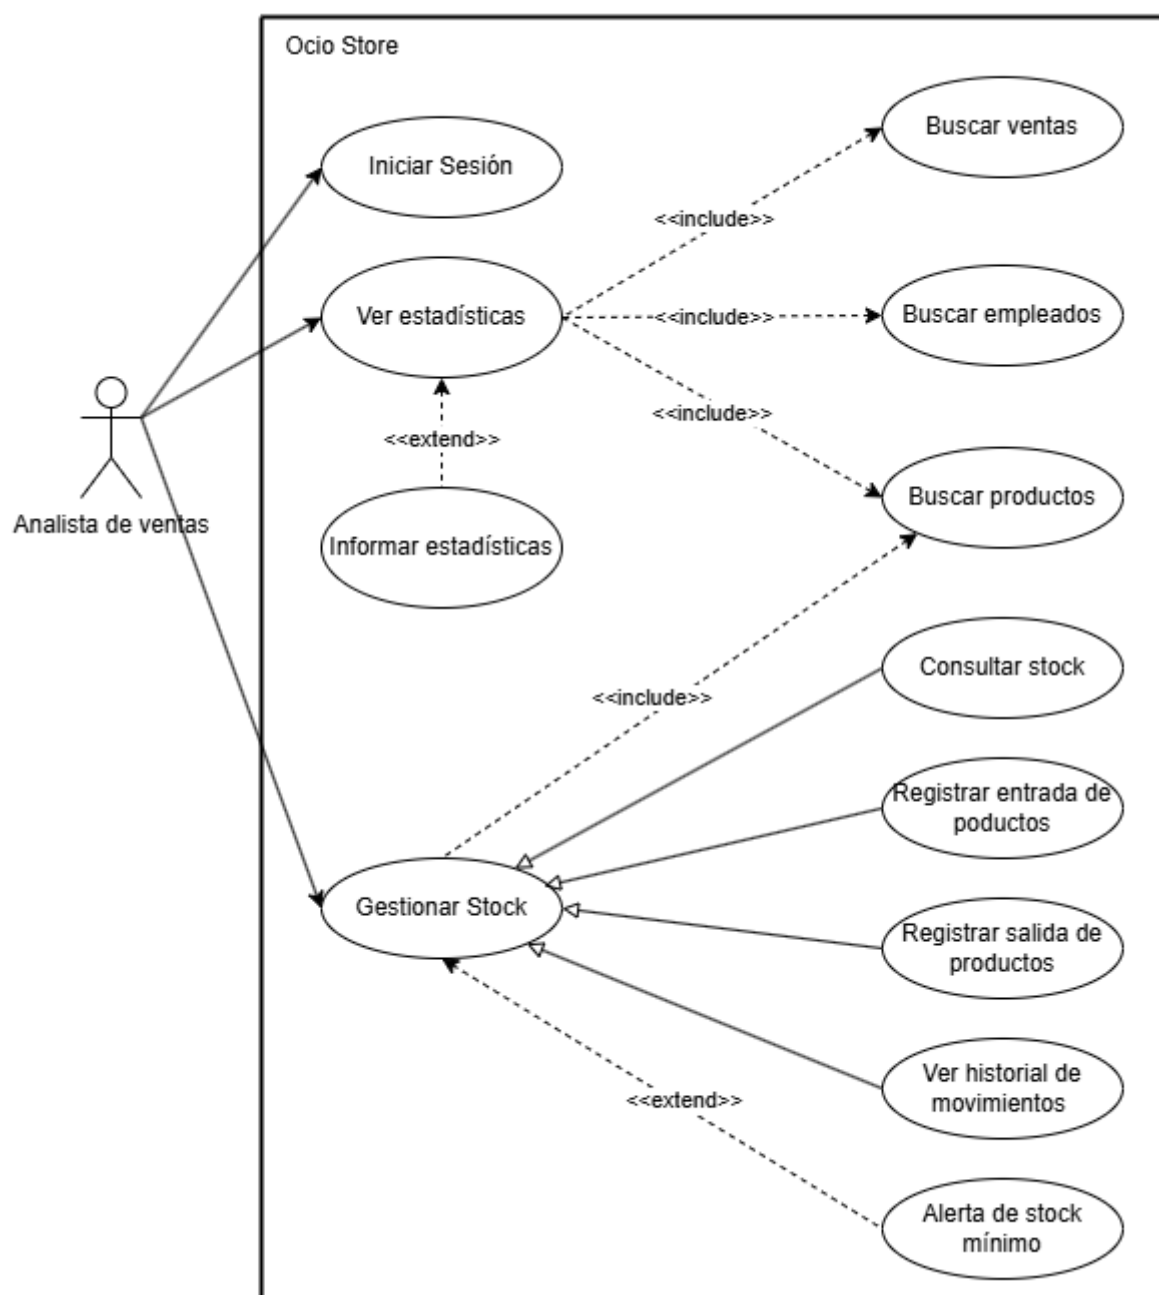 Ocio Store
Buscar ventas
Iniciar Sesión
<<include>>
Ver estadísticas
<<include>>
Buscar empleados
<<include>>
<<extend>>
Buscar productos
Analista de ventas
Informar estadísticas
Consultar stock
<<include>>
Registrar entrada de
poductos
Gestionar Stock
Registrar salida de
productos
Ver historial de
movimientos
<<extend>>
Alerta de stock
mínimo